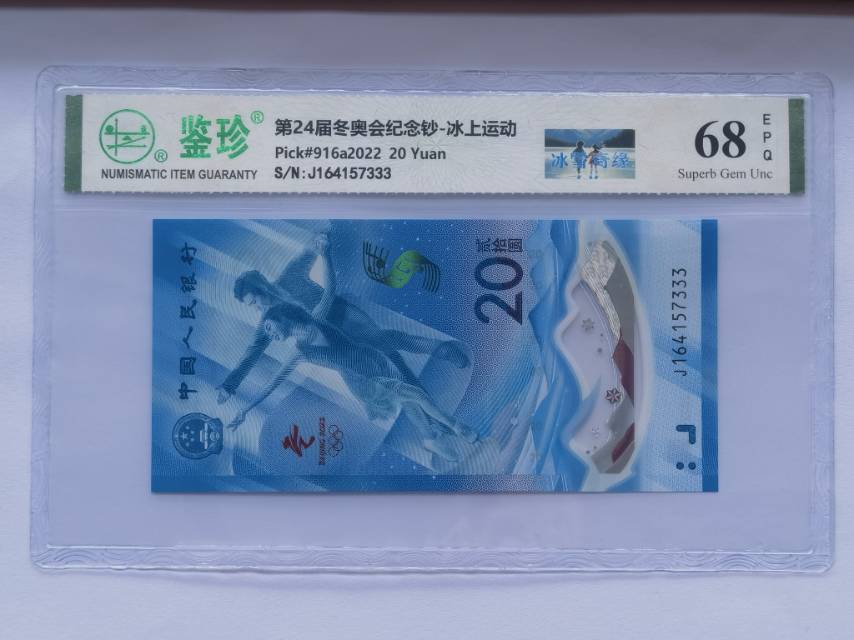 鉴珍®
®
NUMISMATIC ITEM GUARANTY
第24届冬奥会纪念钞-冰上运动
Pick#916a2022 20 Yuan
S/N:J164157333
冰雪奇缘
68
EPQ
Superb Gem Unc
中国人民银行
贰拾圆
20
BEIJING 2022
J164157333